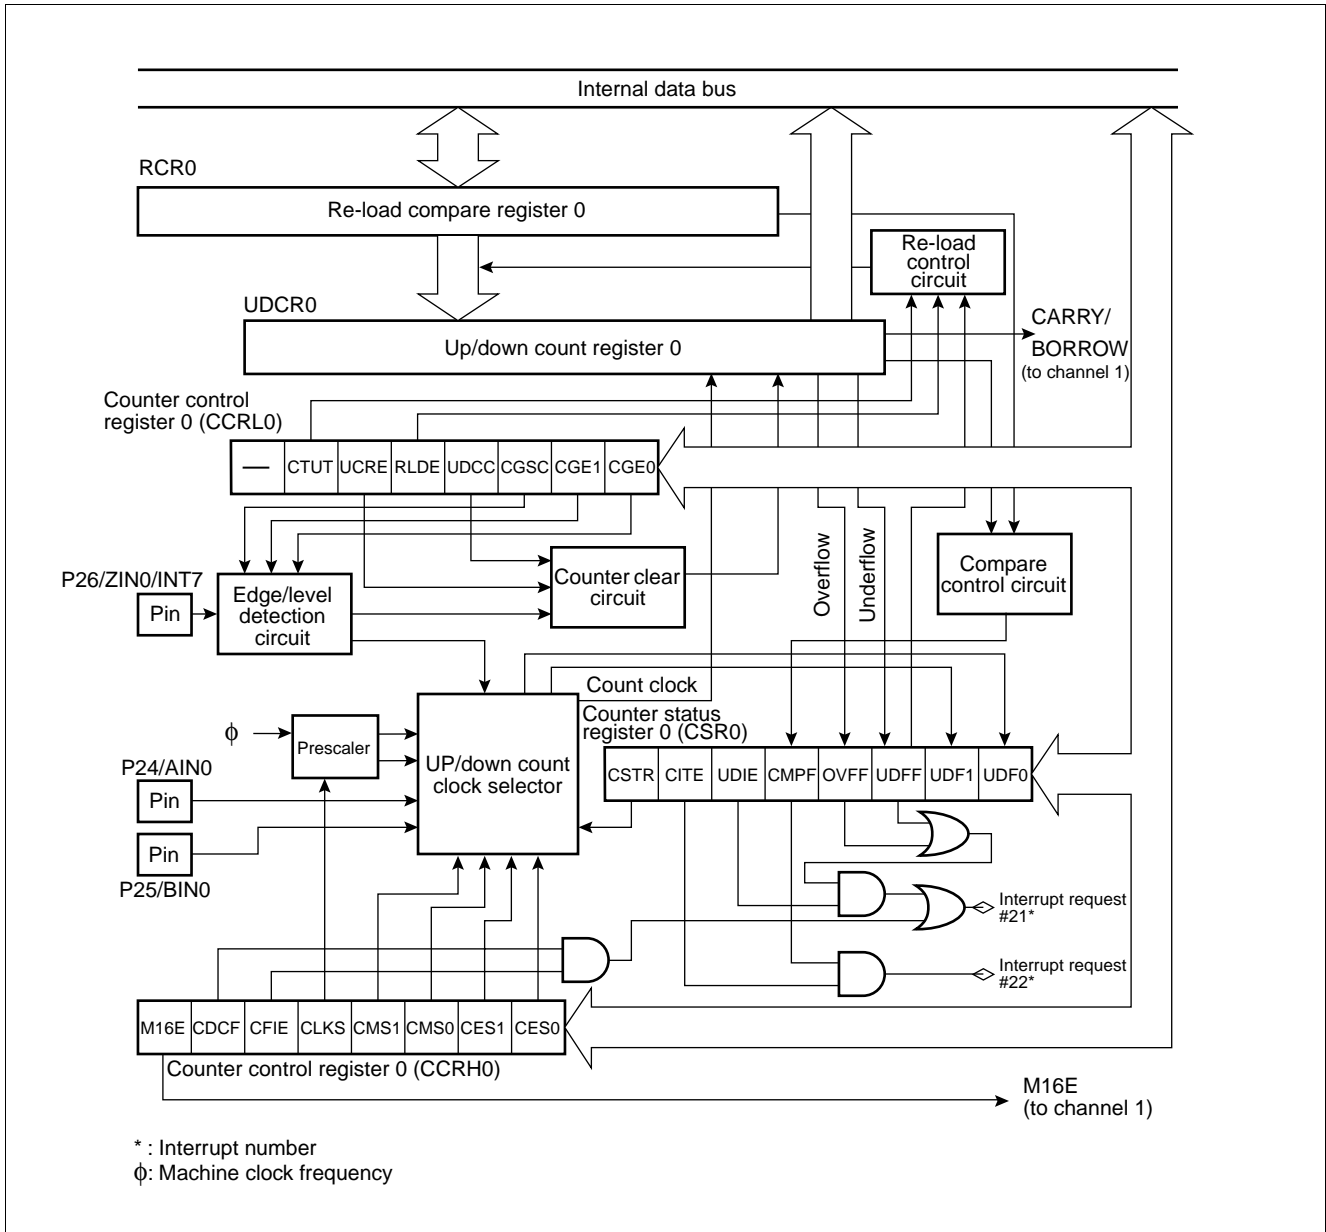 Internal data bus
RCR0
Re-load compare register 0
Re-load
control
circuit
UDCR0
CARRY/
BORROW
(to channel 1)
Up/down count register 0
Counter control
register 0 (CCRL0)
— CTUT UCRE RLDE UDCC CGSC CGE1 CGE0
Overflow
Underflow
P26/ZIN0/INT7
Pin
Edge/level
detection
circuit
Counter clear
circuit
Compare
control circuit
Count clock
Counter status
register 0 (CSR0)
ϕ
Prescaler
UP/down count
clock selector
CSTR CITE UDIE CMPF OVFF UDFF UDF1 UDF0
P24/AIN0
Pin
Pin
P25/BIN0
Interrupt request
#21*
Interrupt request
#22*
M16E CDCF CFIE CLKS CMS1 CMS0 CES1 CES0
Counter control register 0 (CCRH0)
M16E
(to channel 1)
* : Interrupt number
ϕ: Machine clock frequency